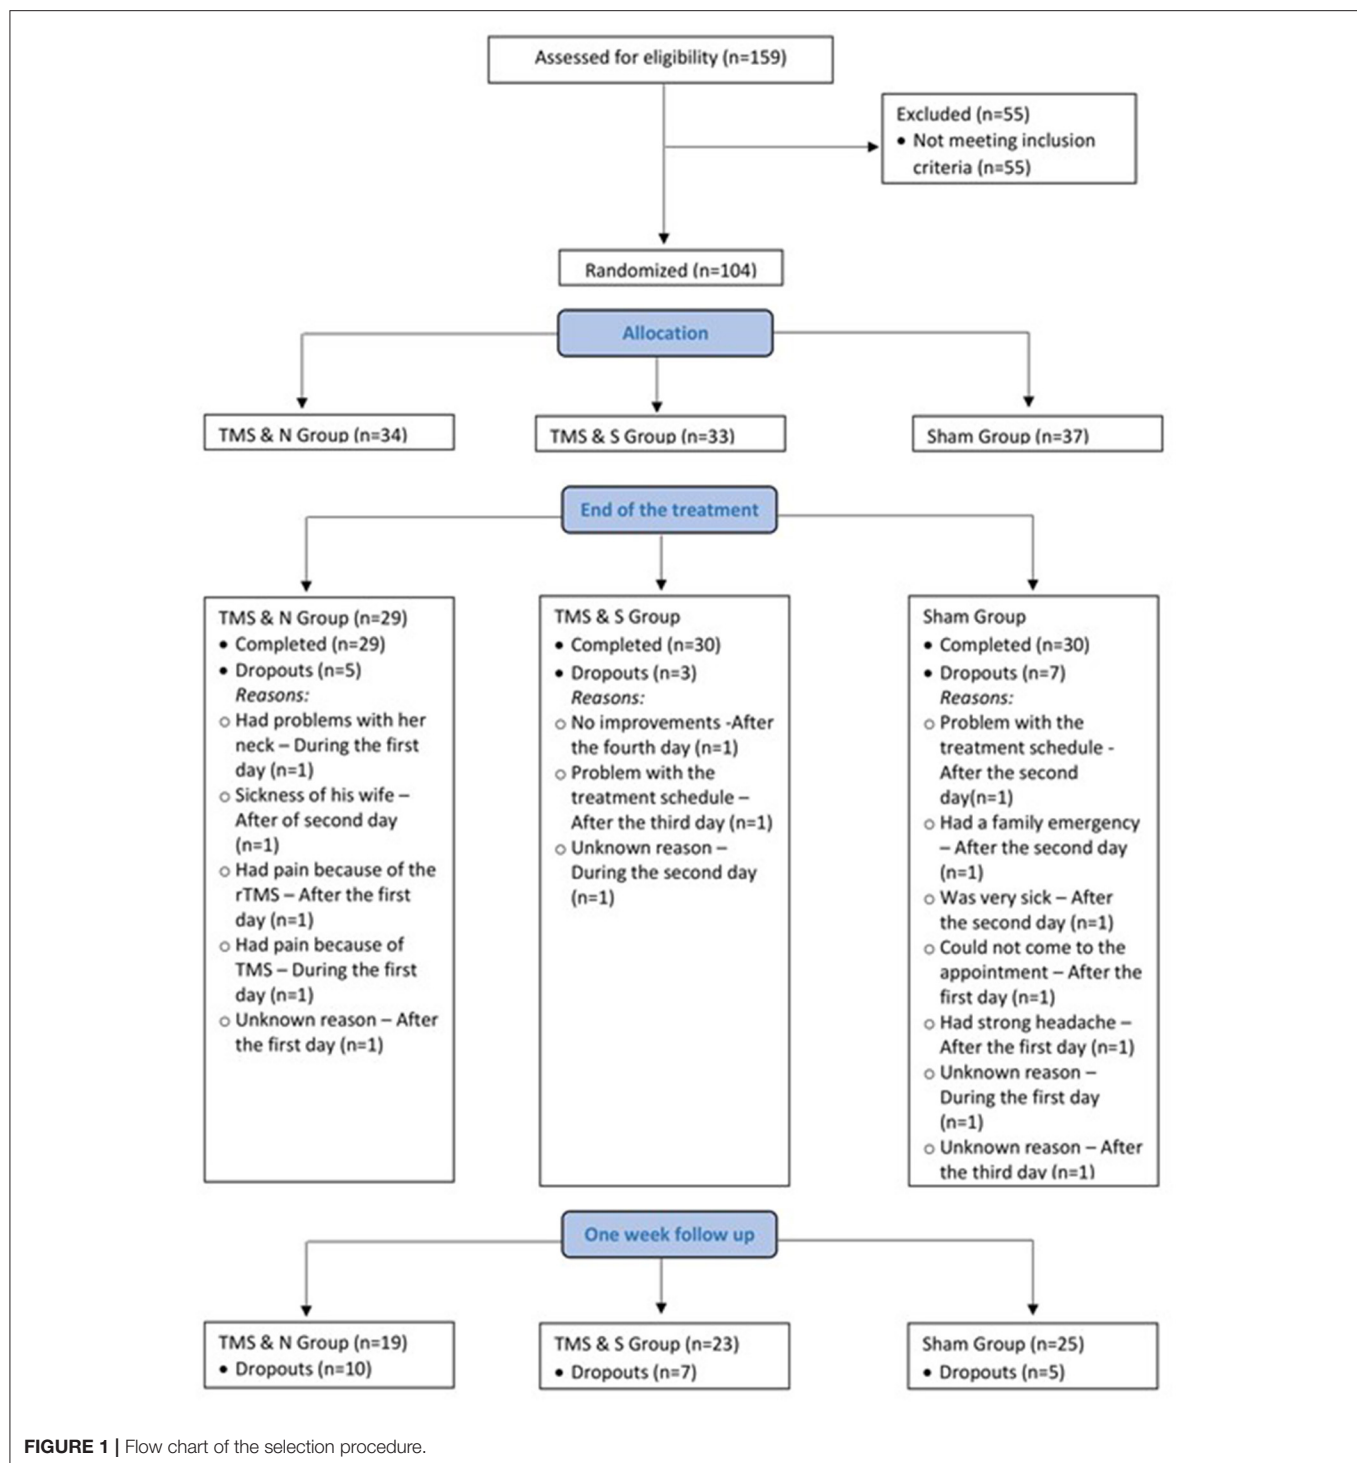 Assessed for eligibility (n=159)
Excluded (n=55)
• Not meeting inclusion
criteria (n=55)
Randomized (n=104)
Allocation
TMS & N Group (n=34)
TMS & S Group (n=33)
Sham Group (n=37)
End of the treatment
TMS & N Group (n=29)
• Completed (n=29)
• Dropouts (n=5)
Reasons:
o Had problems with her
neck – During the first
day (n=1)
o Sickness of his wife –
After of second day
(n=1)
o Had pain because of the
rTMS – After the first
day (n=1)
o Had pain because of
TMS – During the first
day (n=1)
o Unknown reason – After
the first day (n=1)
TMS & S Group
• Completed (n=30)
• Dropouts (n=3)
Reasons:
o No improvements -After
the fourth day (n=1)
o Problem with the
treatment schedule –
After the third day (n=1)
o Unknown reason –
During the second day
(n=1)
Sham Group
• Completed (n=30)
• Dropouts (n=7)
Reasons:
o Problem with the
treatment schedule -
After the second
day(n=1)
o Had a family emergency
– After the second day
(n=1)
o Was very sick – After
the second day (n=1)
o Could not come to the
appointment – After the
first day (n=1)
o Had strong headache –
After the first day (n=1)
o Unknown reason –
During the first day
(n=1)
o Unknown reason – After
the third day (n=1)
One week follow up
TMS & N Group (n=19)
• Dropouts (n=10)
TMS & S Group (n=23)
• Dropouts (n=7)
Sham Group (n=25)
• Dropouts (n=5)
FIGURE 1 | Flow chart of the selection procedure.